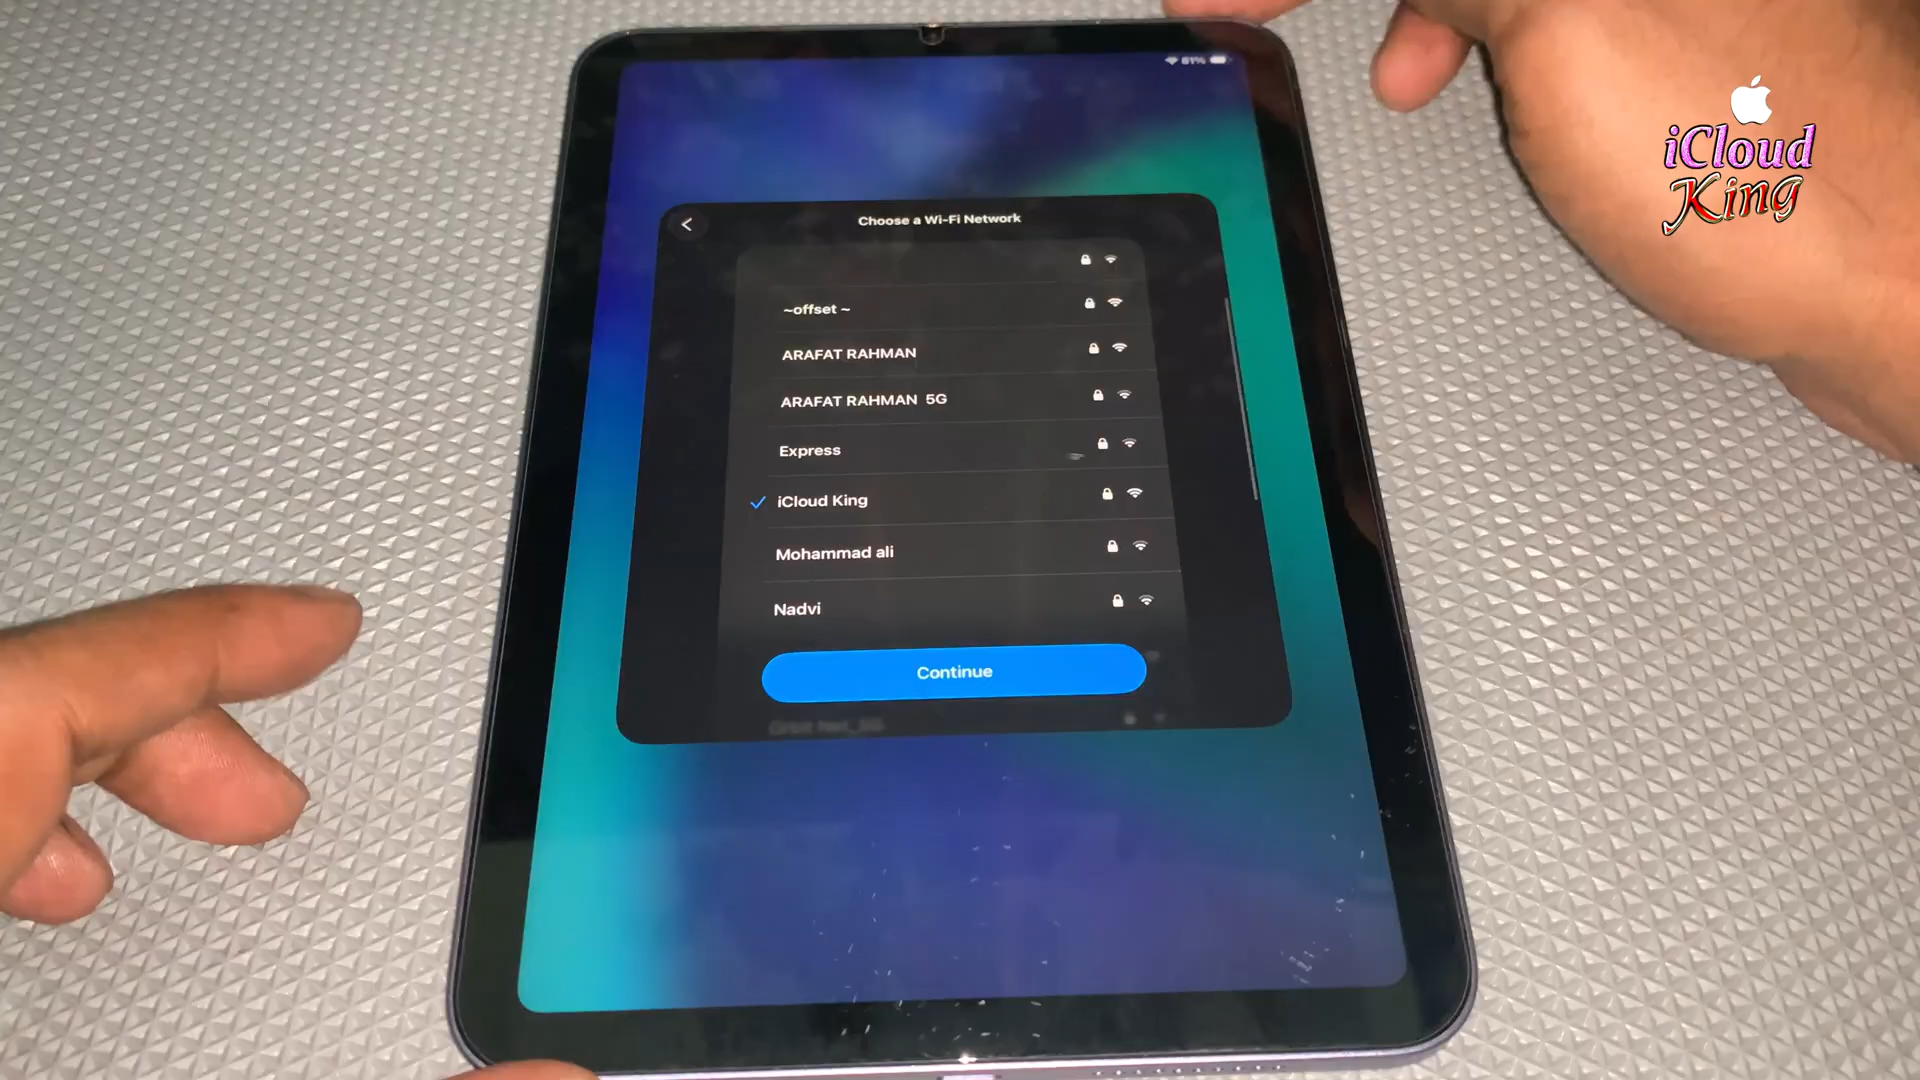 61%
iCloud
King
Choose a Wi-Fi Network
~offset ~
ARAFAT RAHMAN
ARAFAT RAHMAN 5G
Express
iCloud King
Mohammad ali
Nadvi
Continue